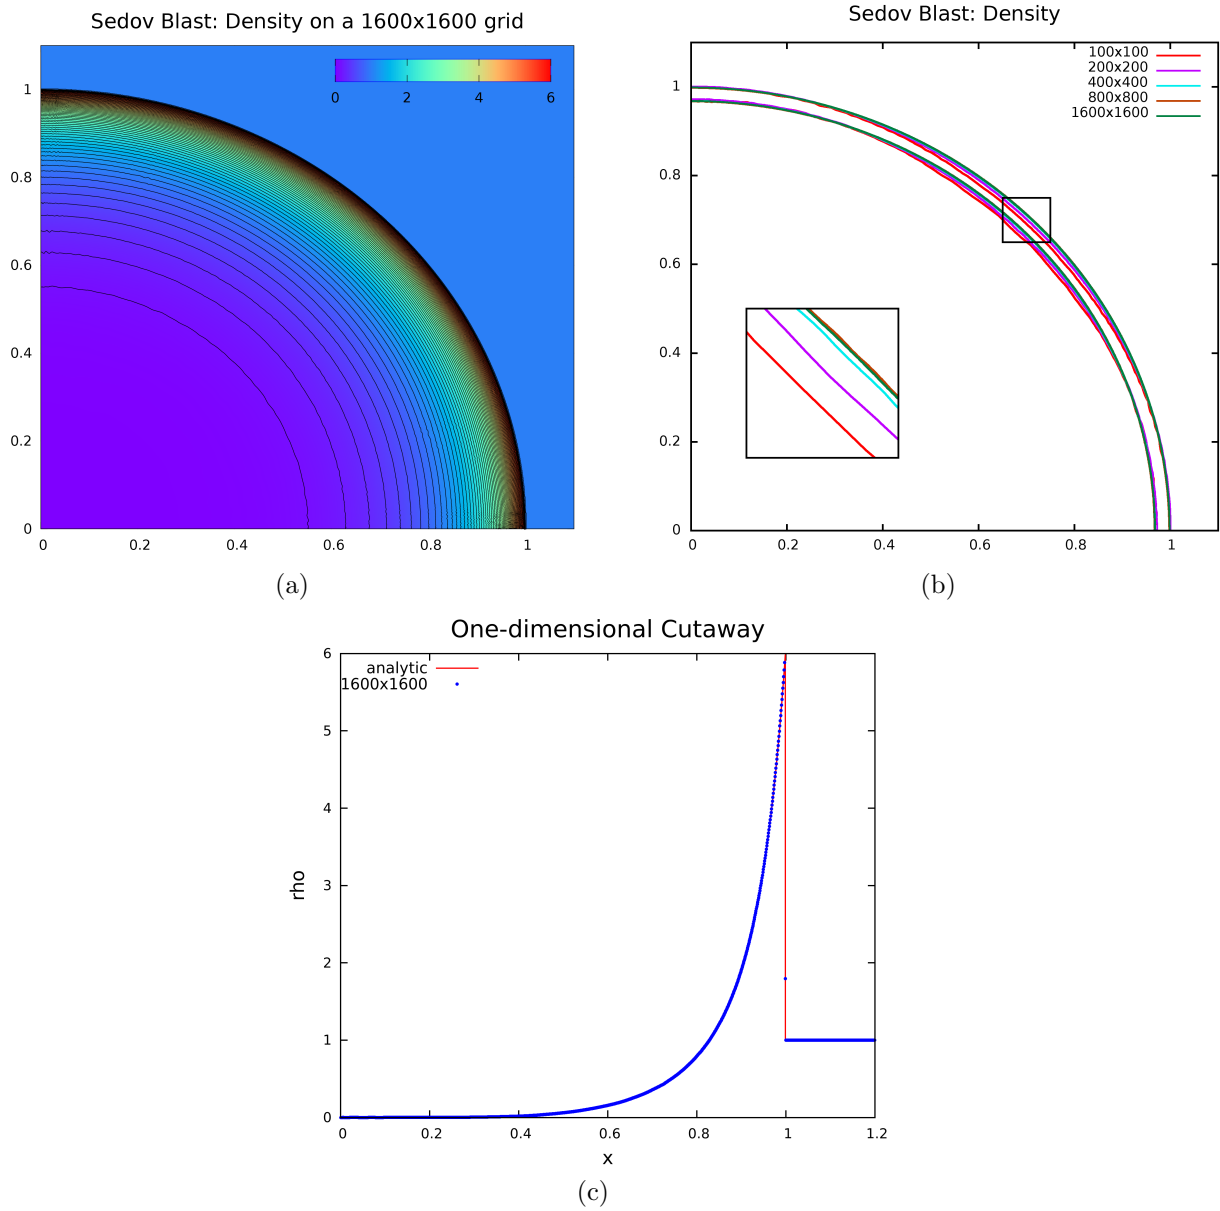 Sedov Blast: Density on a 1600x1600 grid
0 2 4 6
1
0.8
0.6
0.4
0.2
0
0 0.2 0.4 0.6 0.8 1
(a)
Sedov Blast: Density
100x100
200x200
400x400
800x800
1600x1600
1
0.8
0.6
0.4
0.2
0
0 0.2 0.4 0.6 0.8 1
(b)
One-dimensional Cutaway
analytic
1600x1600
6
5
4
3
2
1
0
rho
0 0.2 0.4 0.6 0.8 1 1.2
x
(c)